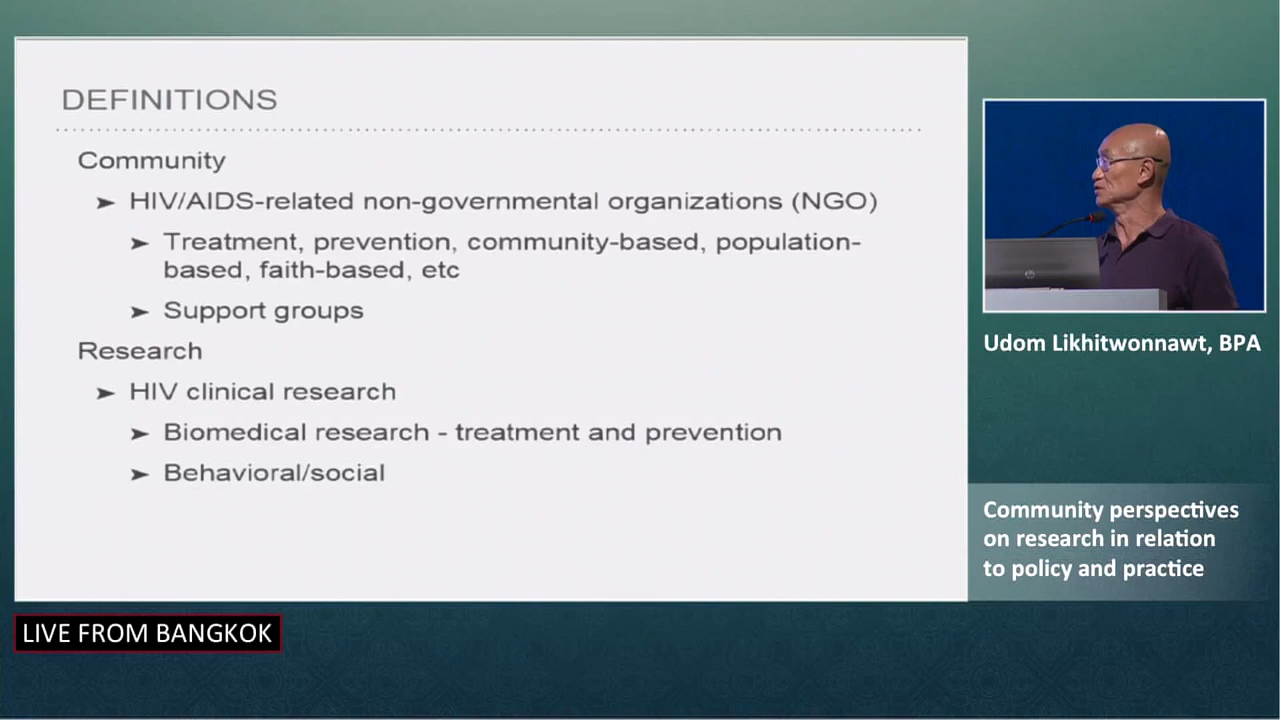 DEFINITIONS
Community
➤ HIV/AIDS-related non-governmental organizations (NGO)
➤ Treatment, prevention, community-based, population-
based, faith-based, etc
➤ Support groups
Research
➤ HIV clinical research
➤ Biomedical research - treatment and prevention
➤ Behavioral/social
Udom Likhitwonnawt, BPA
Community perspectives
on research in relation
to policy and practice
LIVE FROM BANGKOK